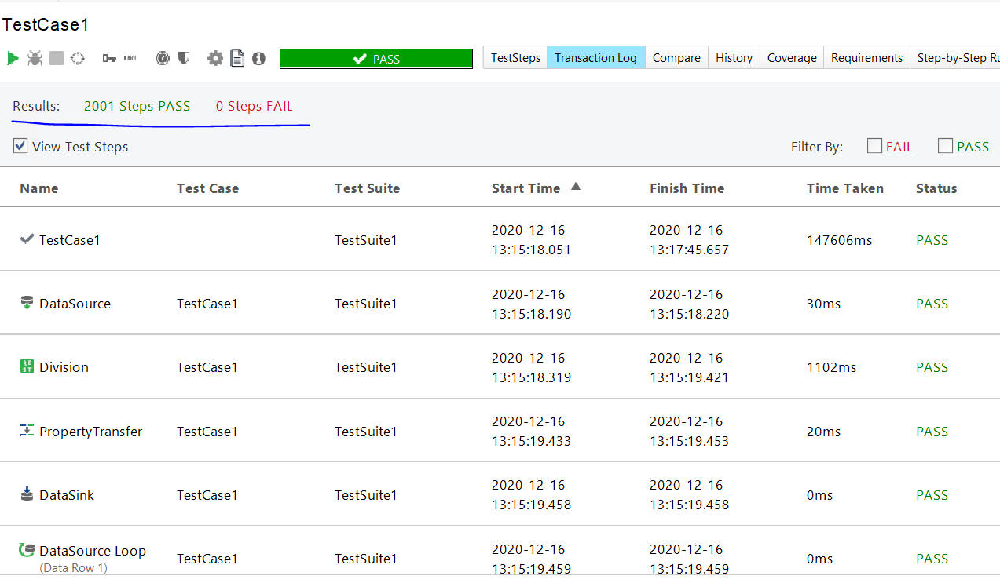 TestCase1
URL PASS TestSteps Transaction Log Compare History Coverage Requirements Step-by-Step Ru
Results: 2001 Steps PASS 0 Steps FAIL
View Test Steps Filter By: FAIL PASS
Name Test Case Test Suite Start Time Finish Time Time Taken Status
TestCase1 TestSuite1 2020-12-16 13:15:18.051 2020-12-16 13:17:45.657 147606ms PASS
DataSource TestCase1 TestSuite1 2020-12-16 13:15:18.190 2020-12-16 13:15:18.220 30ms PASS
REST Division TestCase1 TestSuite1 2020-12-16 13:15:18.319 2020-12-16 13:15:19.421 1102ms PASS
PropertyTransfer TestCase1 TestSuite1 2020-12-16 13:15:19.433 2020-12-16 13:15:19.453 20ms PASS
DataSink TestCase1 TestSuite1 2020-12-16 13:15:19.458 2020-12-16 13:15:19.458 0ms PASS
DataSource Loop (Data Row 1) TestCase1 TestSuite1 2020-12-16 13:15:19.459 2020-12-16 13:15:19.459 0ms PASS